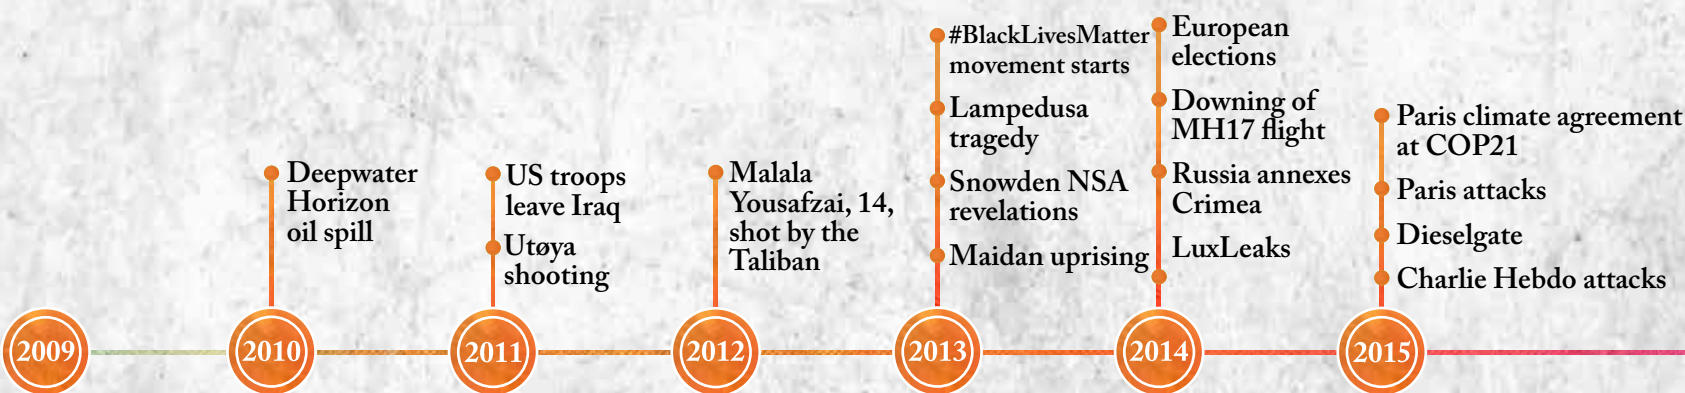 2009
Deepwater
Horizon
oil spill
2010
US troops
leave Iraq
Utøya
shooting
2011
Malala
Yousafzai, 14,
shot by the
Taliban
2012
#BlackLivesMatter
movement starts
Lampedusa
tragedy
Snowden NSA
revelations
Maidan uprising
2013
European
elections
Downing of
MH17 flight
Russia annexes
Crimea
LuxLeaks
2014
Paris climate agreement
at COP21
Paris attacks
Dieselgate
Charlie Hebdo attacks
2015